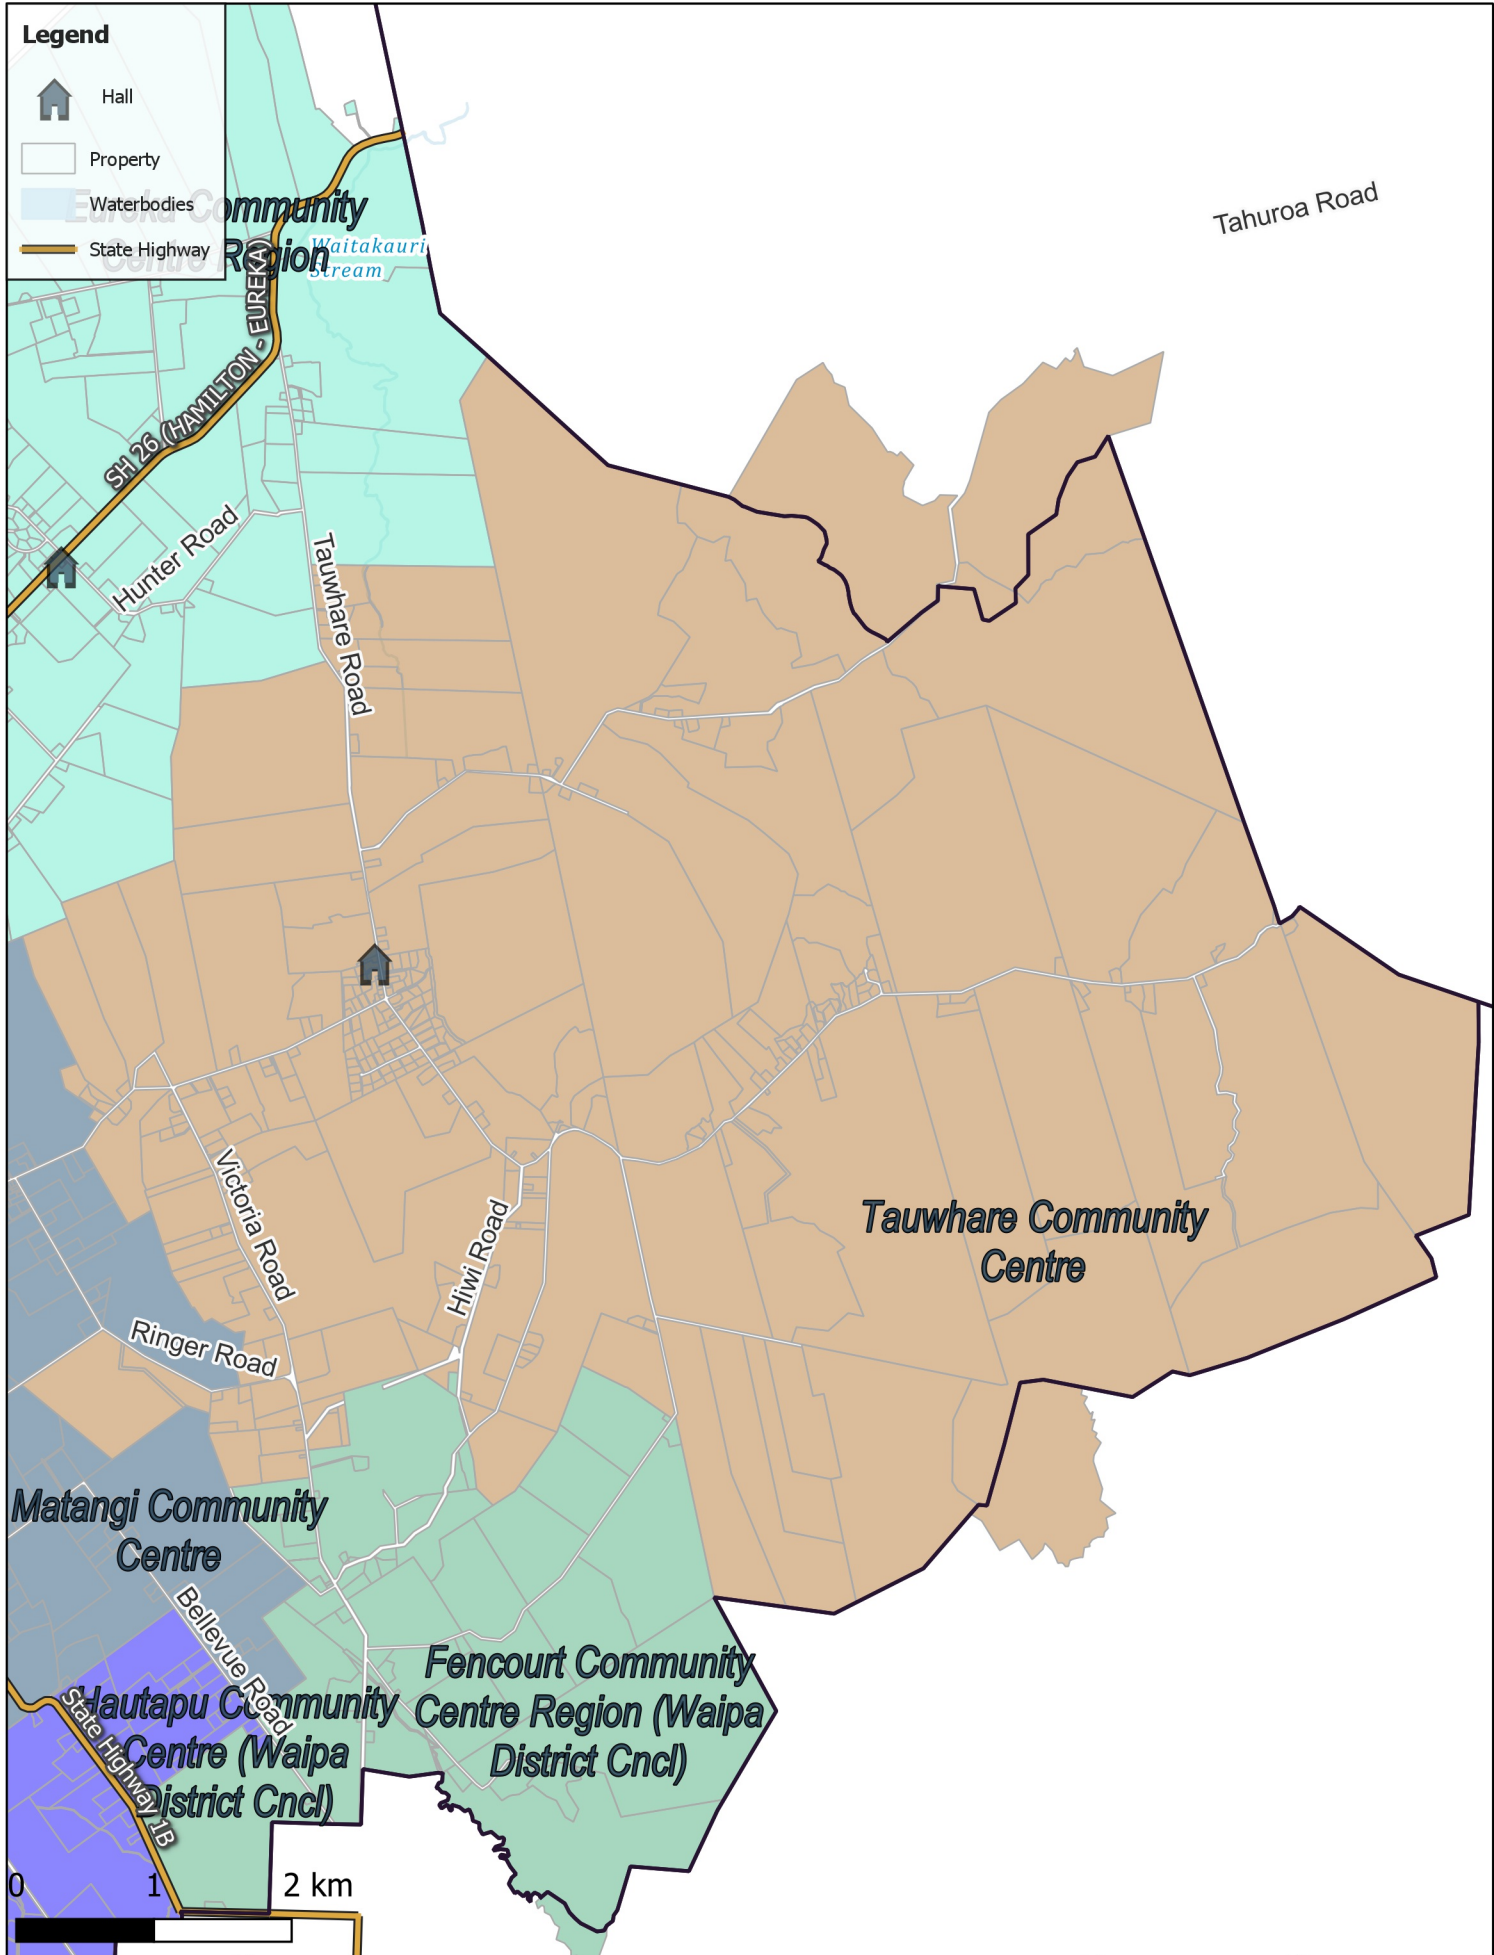 Legend
Hall
Property
Waterbodies
State Highway
Eureka Community
Centre Region
Waitakauri
Stream
Tahuroa Road
SH 26 (HAMILTON - EUREKA)
Hunter Road
Tauwhare Road
Victoria Road
Hiwi Road
Ringer Road
Tauwhare Community
Centre
Matangi Community
Centre
Bellevue Road
Fencourt Community
Centre Region (Waipa
District Cncl)
Hautapu Community
Centre (Waipa
District Cncl)
State Highway 1B
0 1 2 km